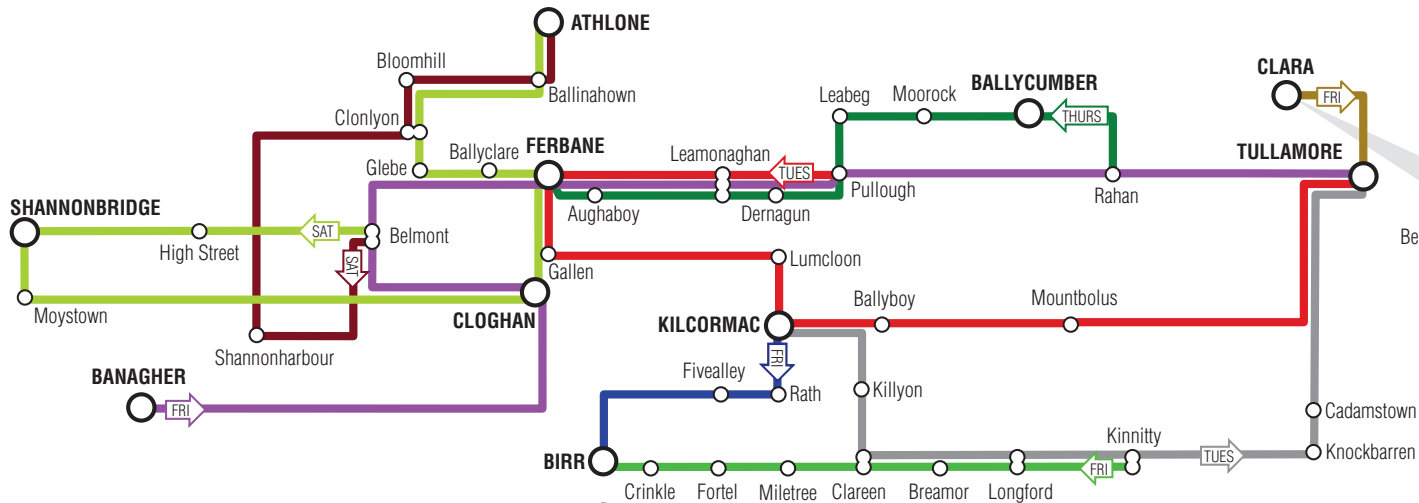 ATHLONE
Bloomhill
Ballinahown
CLARA
FRI
BALLYCUMBER
Moorock
Leabeg
THURS
Clonlyon
FERBANE
Leamonaghan
TUES
TULLAMORE
Glebe
Ballyclare
Pullough
Rahan
Aughaboy
Dernagun
SHANNONBRIDGE
High Street
SAT
Belmont
SAT
Be
Gallen
Lumcloon
Moystown
CLOGHAN
KILCORMAC
Ballyboy
Mountbolus
Shannonharbour
BANAGHER
FRI
FRI
Fivealley
Rath
Killyon
Cadamstown
Kinnitty
Knockbarren
BIRR
FRI
TUES
Crinkle
Fortel
Miletree
Clareen
Breamor
Longford